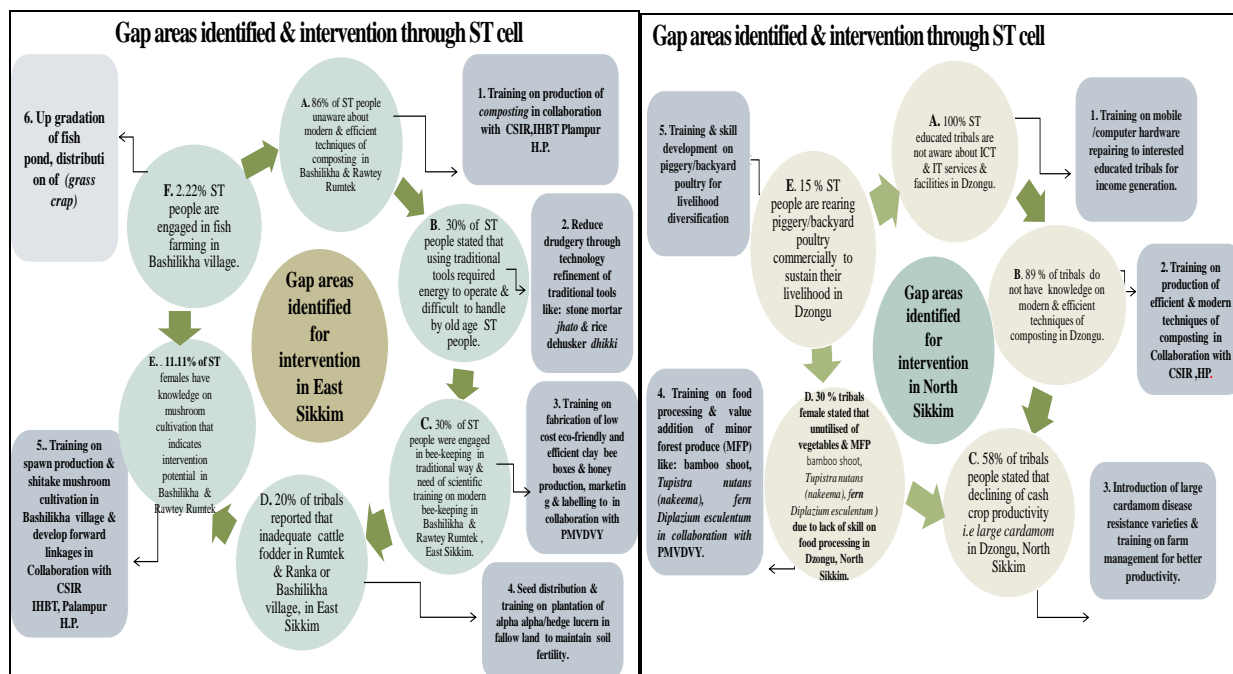 Gap areas identified & intervention through ST cell
6. Up gradation
of fish
pond, distributi
on of (grass
crap)
A. 86% of ST people
unaware about
modern & efficient
techniques of
composting in
Bashilikha & Rawtey
Rumtek
1. Training on production of
composting in collaboration
with CSIR,IHBT Plampur
H.P.
F. 2.22% ST
people are
engaged in fish
farming in
Bashilikha village.
B. 30% of ST
people stated that
using traditional
tools required
energy to operate &
difficult to handle
by old age ST
people.
2. Reduce
drudgery through
technology
refinement of
traditional tools
like: stone mortar
jhato & rice
dehusker dhikki
Gap areas
identified
for
intervention
in East
Sikkim
E. . 11.11% of ST
females have
knowledge on
mushroom
cultivation that
indicates
intervention
potential in
Bashilikha &
Rawtey Rumtek
C. 30% of ST
people were engaged
in bee-keeping in
traditional way &
need of scientific
training on modern
bee-keeping in
Bashilikha &
Rawtey Rumtek ,
East Sikkim.
3. Training on
fabrication of low
cost eco-friendly and
efficient clay bee
boxes & honey
production, marketin
g & labelling to in
collaboration with
PMVDVY
5.. Training on
spawn production &
shitake mushroom
cultivation in
Bashilikha village &
develop forward
linkages in
Collaboration with
CSIR
IHBT, Palampur
H.P.
D. 20% of tribals
reported that
inadequate cattle
fodder in Rumtek
& Ranka or
Bashilikha
village, in East
Sikkim
4. Seed distribution &
training on plantation of
alpha alpha/hedge lucern in
fallow land to maintain soil
fertility.
Gap areas identified & intervention through ST cell
5. Training & skill
development on
piggery/backyard
poultry for
livelihood
diversification
A. 100% ST
educated tribals
are not aware about ICT
& IT services &
facilities in Dzongu.
1. Training on mobile
/computer hardware
repairing to interested
educated tribals for
income generation.
E. 15 % ST
people are rearing
piggery/backyard
poultry
commercially to
sustain their
livelihood in
Dzongu
B. 89 % of tribals do
not have knowledge on
modern & efficient
techniques of
composting in Dzongu.
2. Training on
production of
efficient & modern
techniques of
composting in
Collaboration with
CSIR ,HP.
Gap areas
identified
for
intervention
in North
Sikkim
4. Training on food
processing & value
addition of minor
forest produce (MFP)
like: bamboo shoot,
Tupistra nutans
(nakeema), fern
Diplazium esculentum
in collaboration with
PMVDVY.
D. 30 % tribals
female stated that
unutilised of
vegetables & MFP
bamboo shoot,
Tupistra nutans
(nakeema), fern
Diplazium esculentum )
due to lack of skill on
food processing in
Dzongu, North
Sikkim.
C. 58% of tribals
people stated that
declining of cash
crop productivity
i.e large cardamom
in Dzongu, North
Sikkim
3. Introduction of large
cardamom disease
resistance varieties &
training on farm
management for better
productivity.